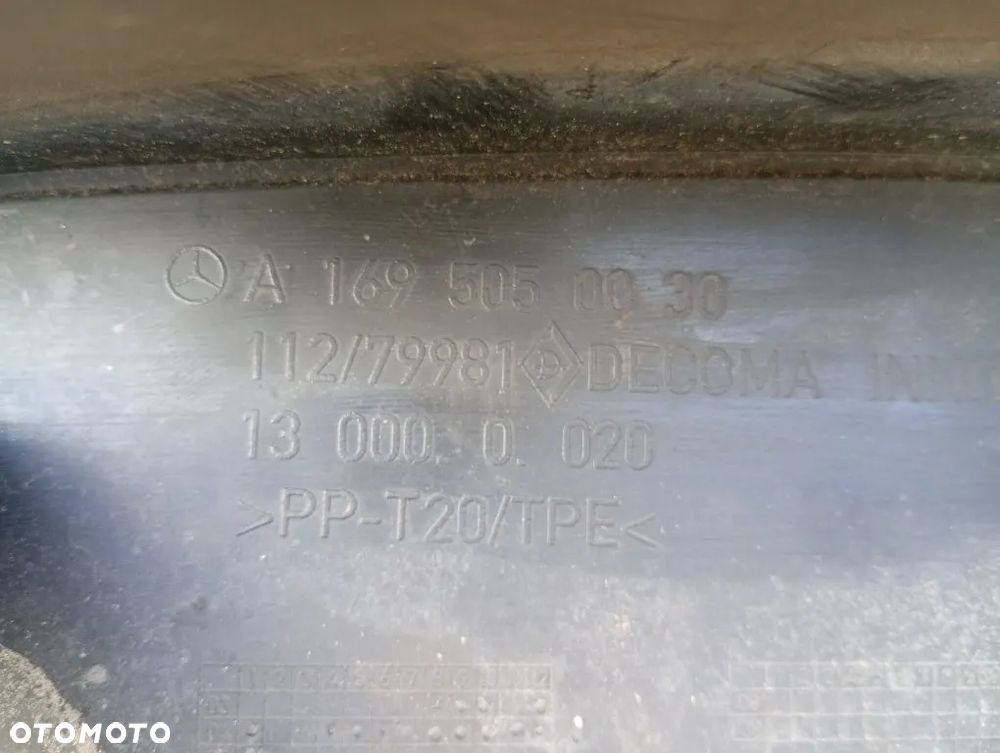 A 169 505 00 30
112/79981 DECOMA
13 000. 0. 020
>PP-T20/TPE<
OTOMOTO